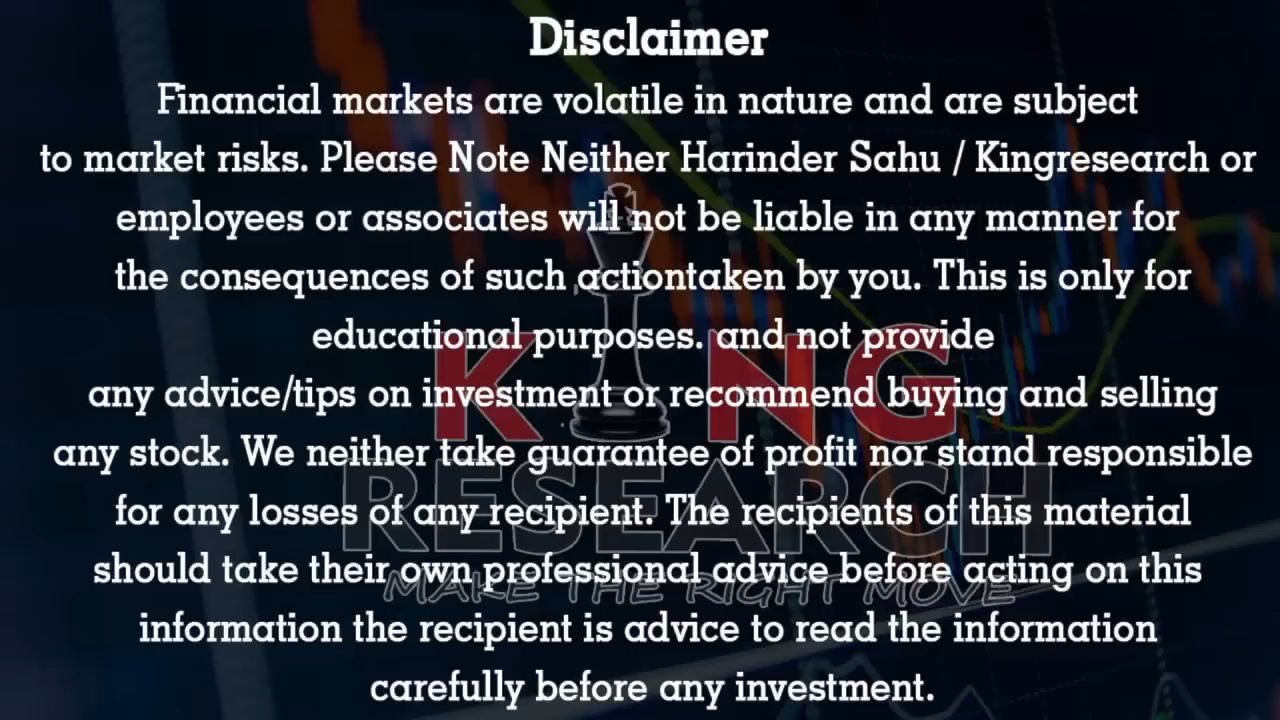 Disclaimer
Financial markets are volatile in nature and are subject
to market risks. Please Note Neither Harinder Sahu / Kingresearch or
employees or associates will not be liable in any manner for
the consequences of such actiontaken by you. This is only for
educational purposes. and not provide
any advice/tips on investment or recommend buying and selling
any stock. We neither take guarantee of profit nor stand responsible
for any losses of any recipient. The recipients of this material
should take their own professional advice before acting on this
information the recipient is advice to read the information
carefully before any investment.
K NG
RESEARCH
MAKE THE RIGHT MOVE